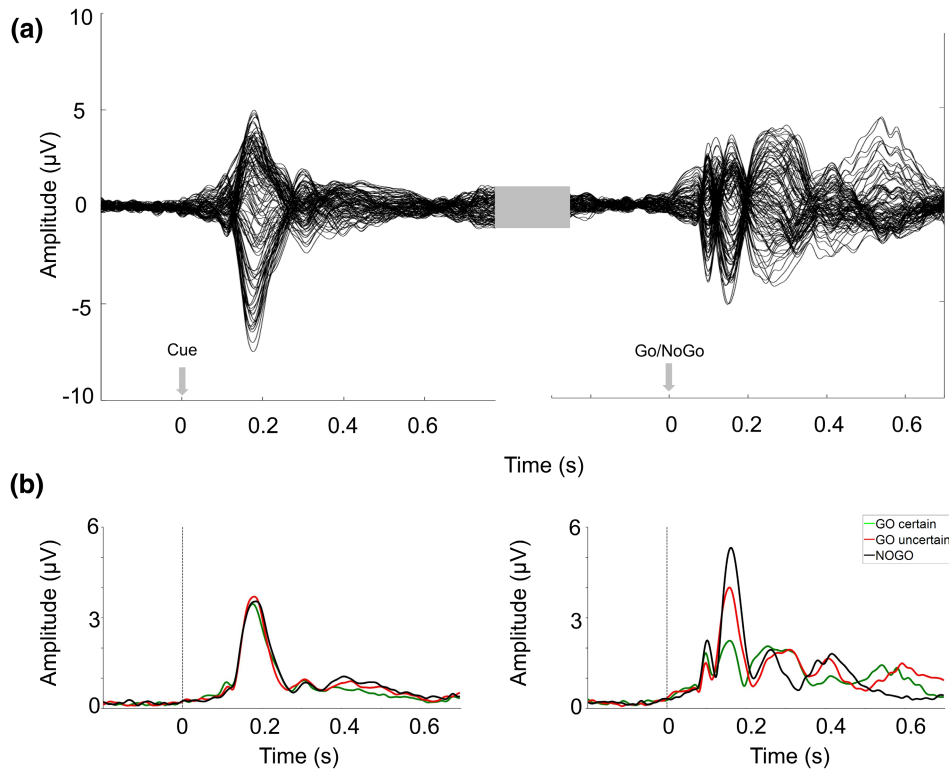 (a)
10
5
0
-5
-10
Amplitude (µV)
Cue
Go/NoGo
0 0.2 0.4 0.6
0 0.2 0.4 0.6
Time (s)
(b)
6
3
0
Amplitude (µV)
0 0.2 0.4 0.6
Time (s)
6
3
0
Amplitude (µV)
GO certain
GO uncertain
NOGO
0 0.2 0.4 0.6
Time (s)